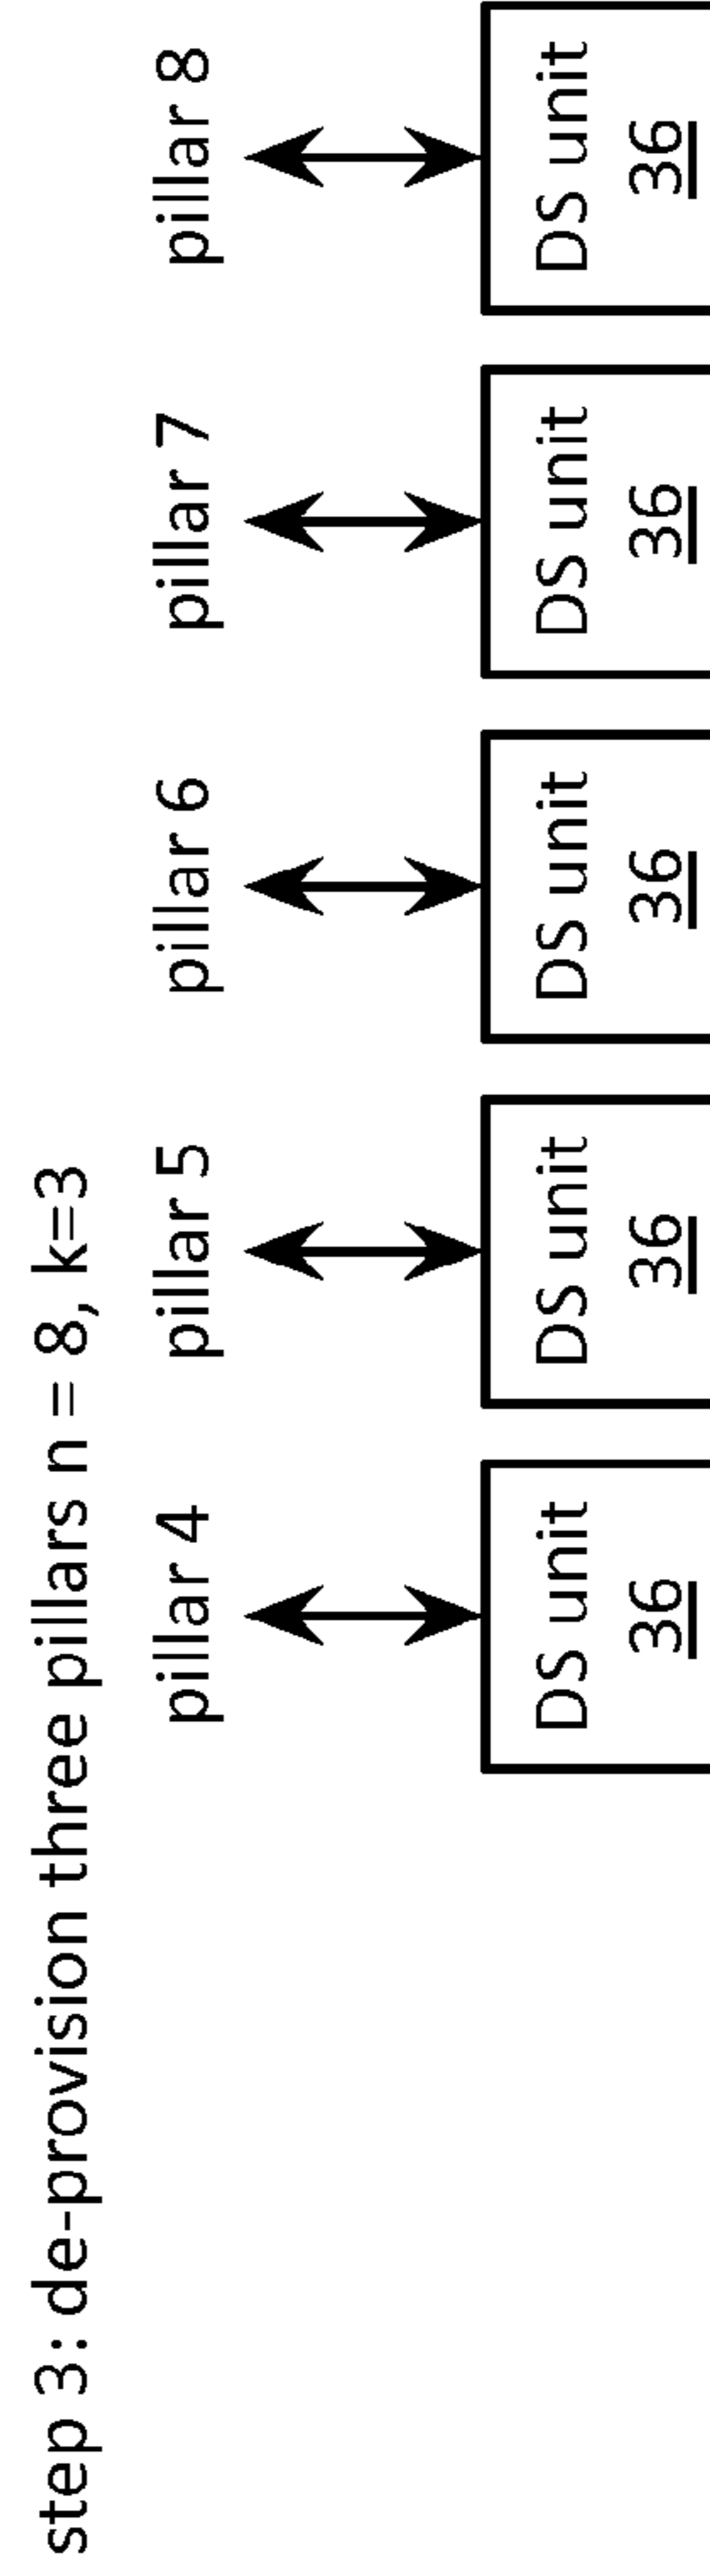 step 3: de-provision three pillars n = 8, k=3
pillar 4 pillar 5 pillar 6 pillar 7 pillar 8
DS unit DS unit DS unit DS unit DS unit
36 36 36 36 36